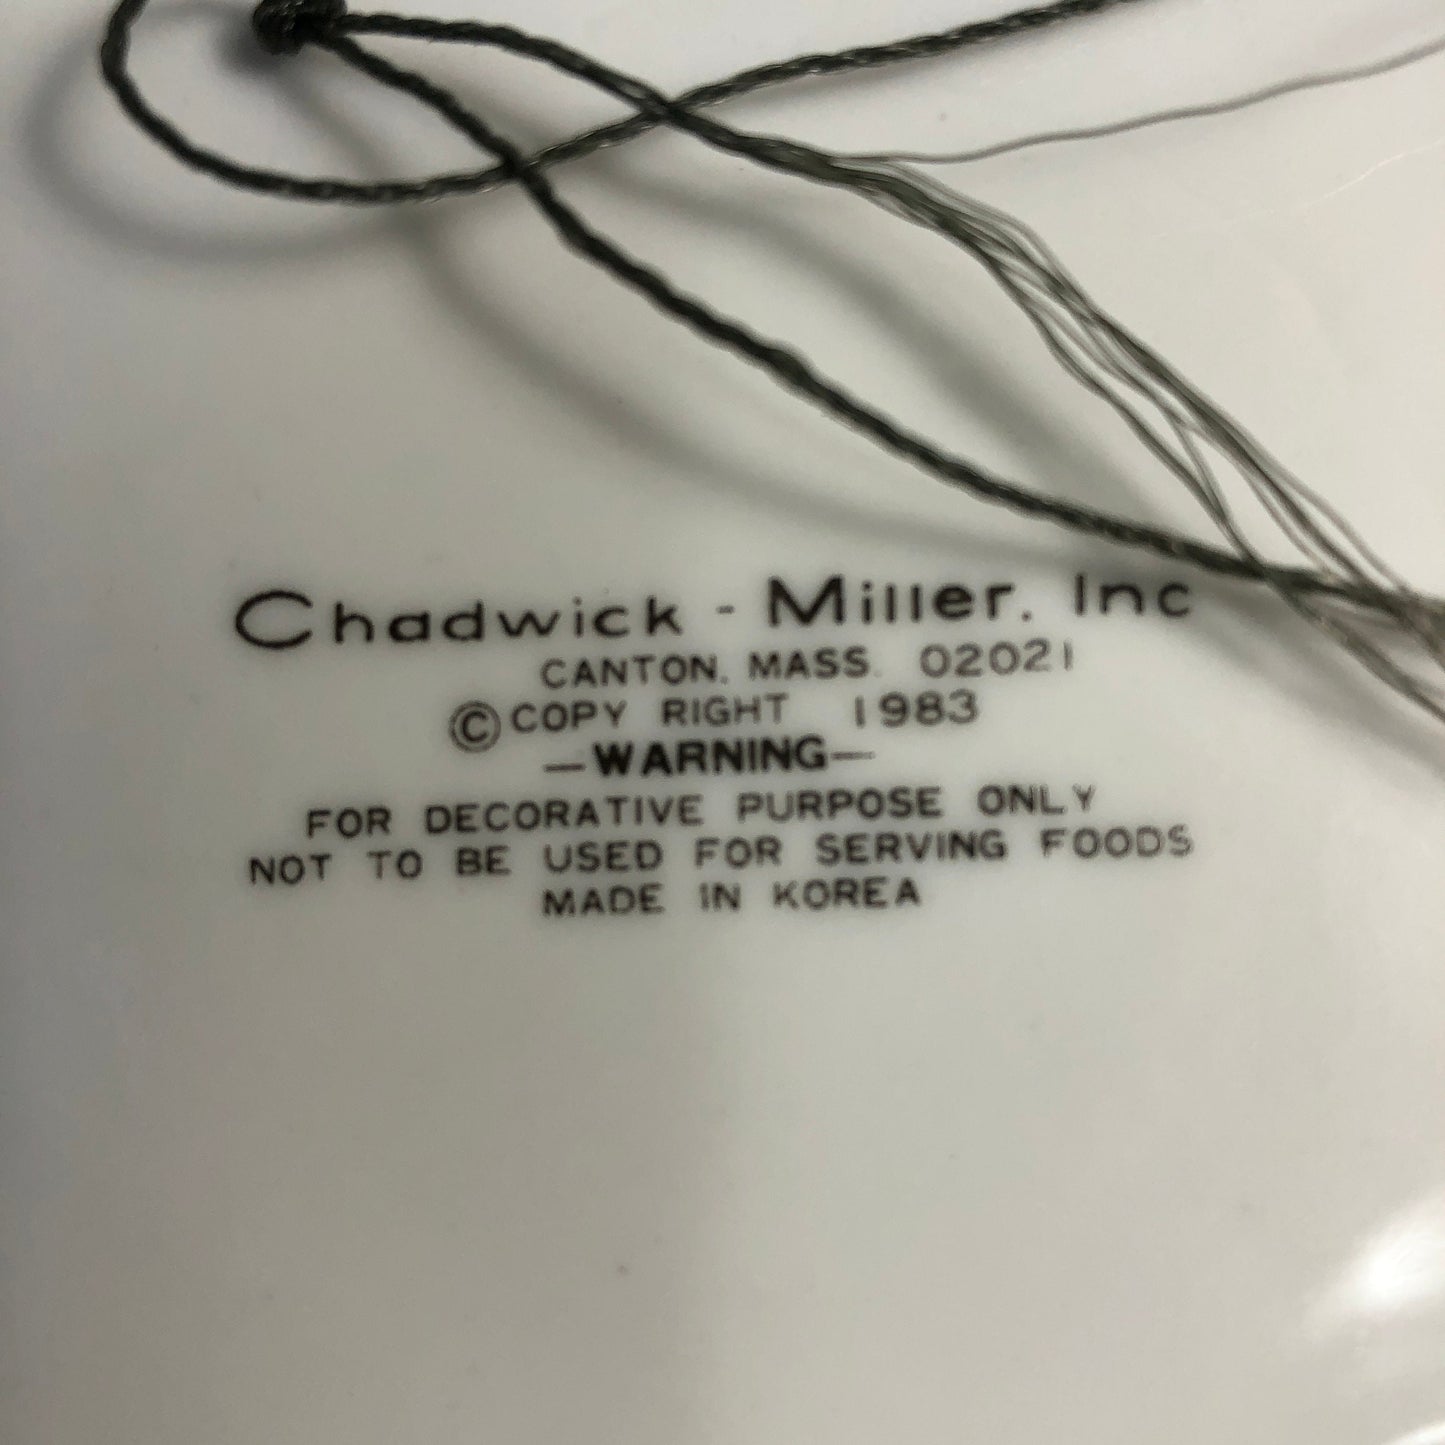 Chadwick - Miller, Inc
CANTON, MASS. 02021
© COPY RIGHT 1983
—WARNING—
FOR DECORATIVE PURPOSE ONLY
NOT TO BE USED FOR SERVING FOODS
MADE IN KOREA